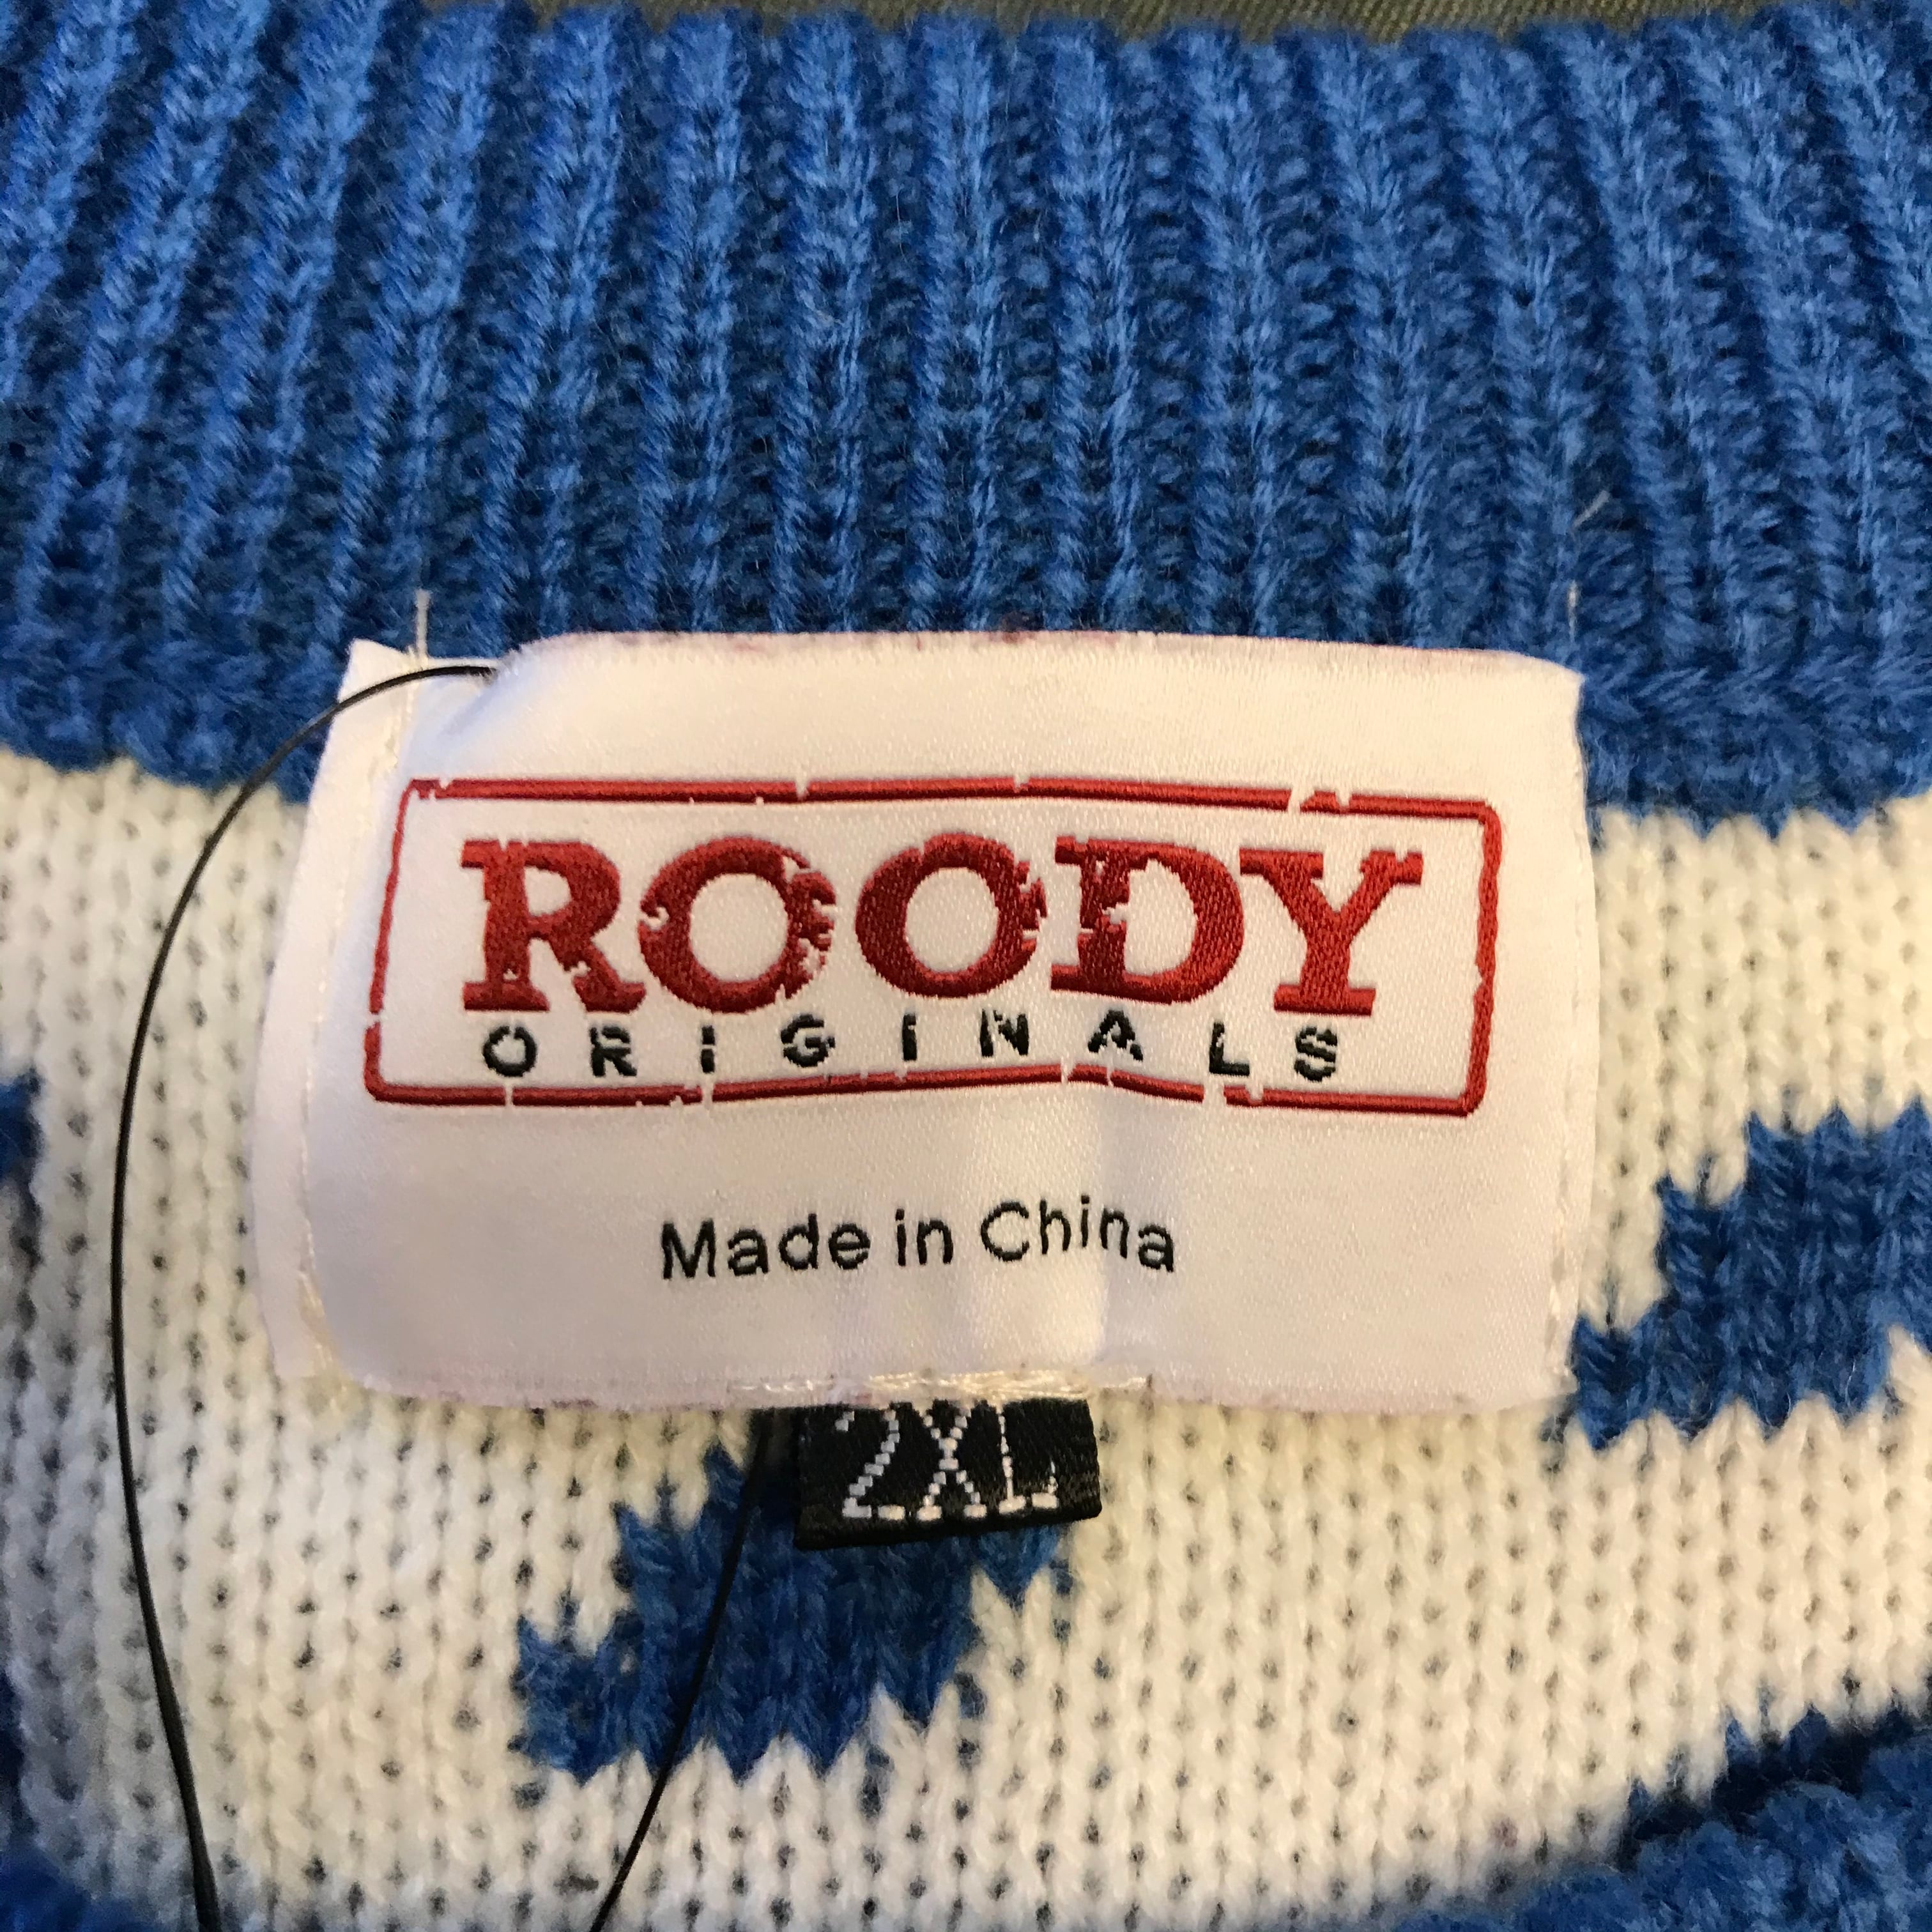 ROODY
ORIGINALS
Made in China
2XL